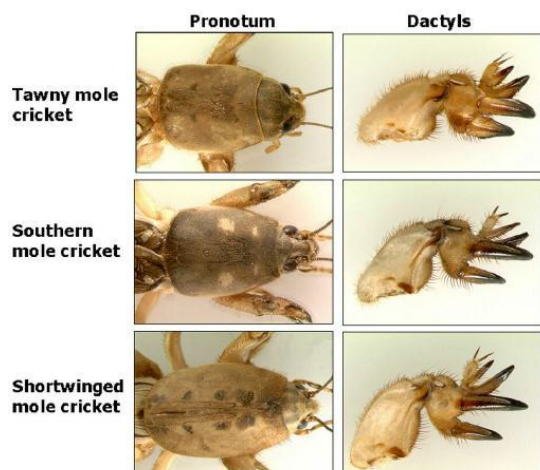 Pronotum
Dactyls
Tawny mole
cricket
Southern
mole cricket
Shortwinged
mole cricket